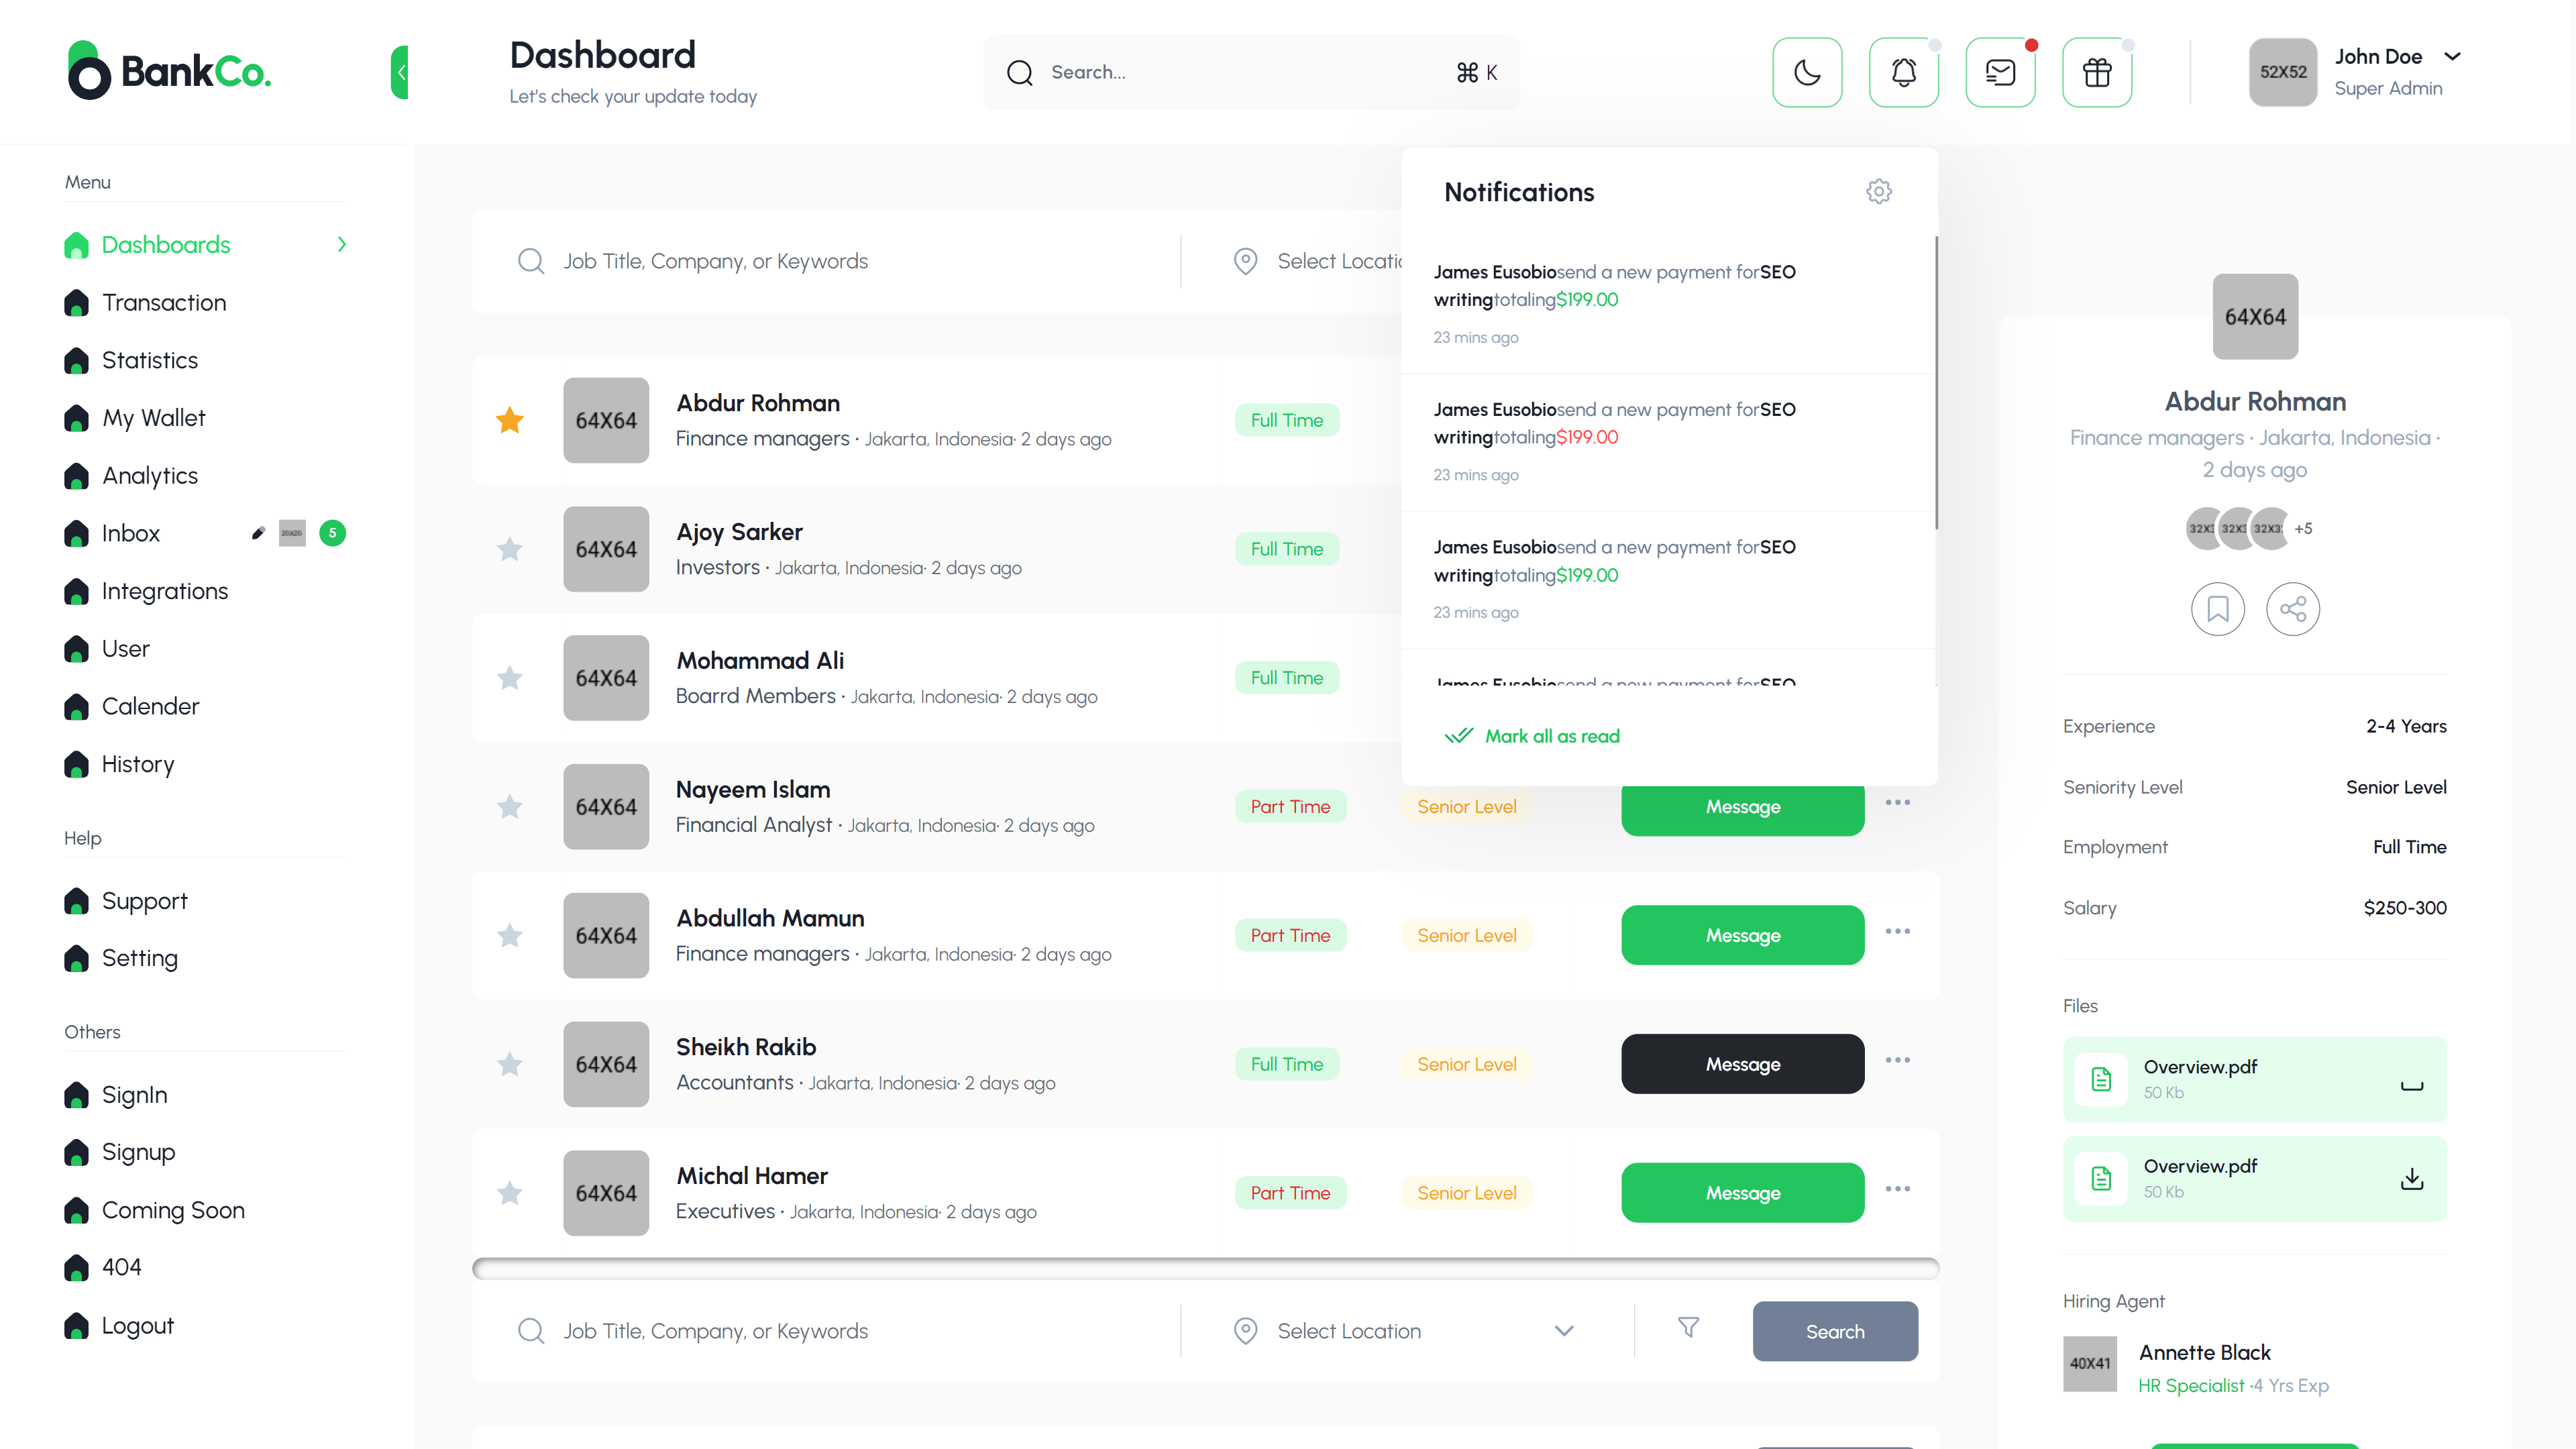 BankCo.
Dashboard
Let's check your update today
Search...
⌘ K
52X52
John Doe
Super Admin
Menu
Dashboards
Transaction
Statistics
My Wallet
Analytics
Inbox
5
Integrations
User
Calender
History
Help
Support
Setting
Others
SignIn
Signup
Coming Soon
404
Logout
Job Title, Company, or Keywords
Select Locatio
64X64
Abdur Rohman
Finance managers · Jakarta, Indonesia· 2 days ago
Full Time
64X64
Ajoy Sarker
Investors · Jakarta, Indonesia· 2 days ago
Full Time
64X64
Mohammad Ali
Boarrd Members · Jakarta, Indonesia· 2 days ago
Full Time
64X64
Nayeem Islam
Financial Analyst · Jakarta, Indonesia· 2 days ago
Part Time
Senior Level
Message
64X64
Abdullah Mamun
Finance managers · Jakarta, Indonesia· 2 days ago
Part Time
Senior Level
Message
64X64
Sheikh Rakib
Accountants · Jakarta, Indonesia· 2 days ago
Full Time
Senior Level
Message
64X64
Michal Hamer
Executives · Jakarta, Indonesia· 2 days ago
Part Time
Senior Level
Message
Job Title, Company, or Keywords
Select Location
Search
Notifications
James Eusobiosend a new payment forSEO
writingtotaling$199.00
23 mins ago
James Eusobiosend a new payment forSEO
writingtotaling$199.00
23 mins ago
James Eusobiosend a new payment forSEO
writingtotaling$199.00
23 mins ago
James Eusobiosend a new payment forSEO
Mark all as read
64X64
Abdur Rohman
Finance managers · Jakarta, Indonesia ·
2 days ago
32X3
32X3
32X3
+5
Experience
2-4 Years
Seniority Level
Senior Level
Employment
Full Time
Salary
$250-300
Files
Overview.pdf
50 Kb
Overview.pdf
50 Kb
Hiring Agent
40X41
Annette Black
HR Specialist ·4 Yrs Exp